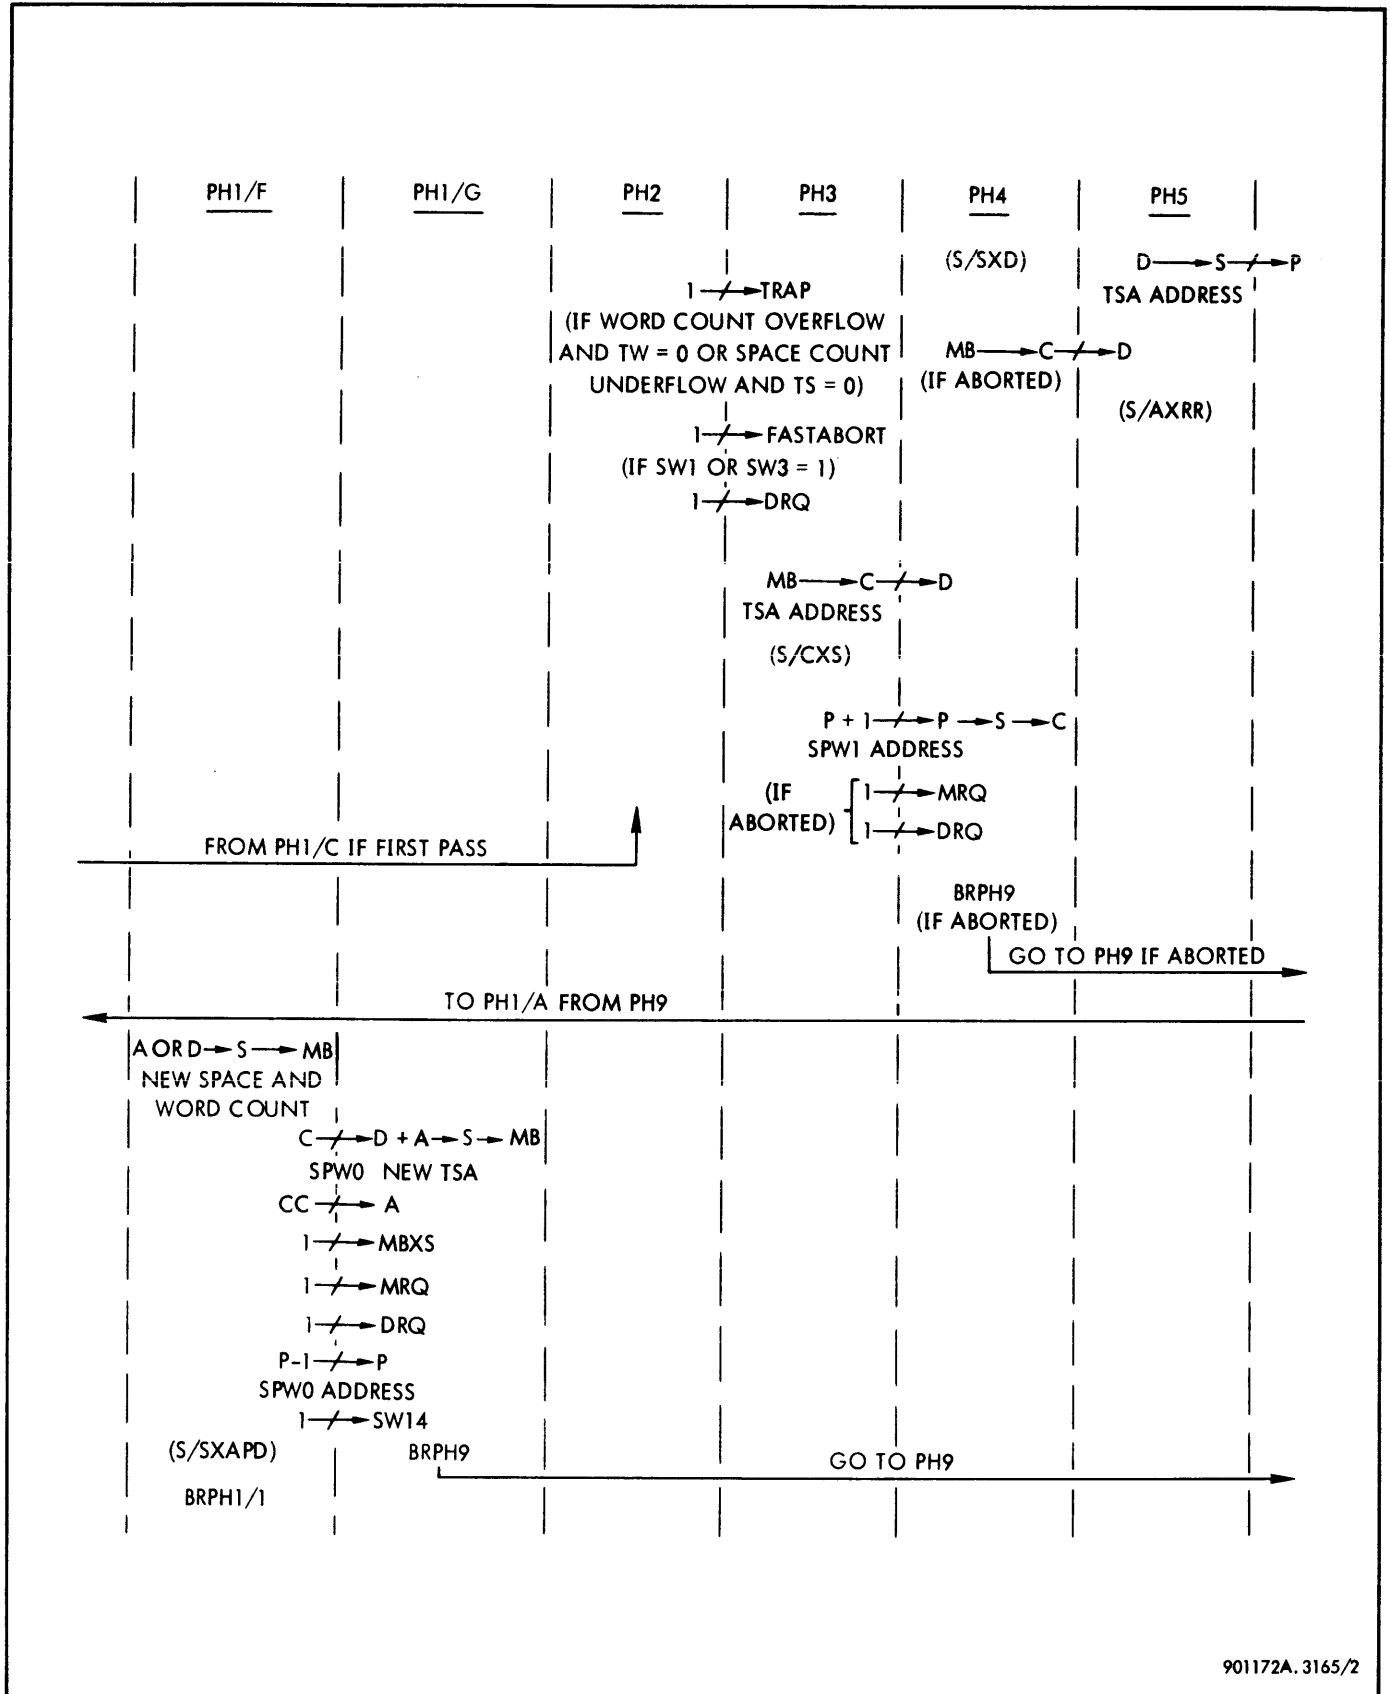 PH1/F PH1/G PH2 PH3 PH4 PH5
(S/SXD) D S P
TSA ADDRESS
1 TRAP
(IF WORD COUNT OVERFLOW
AND TW = 0 OR SPACE COUNT
UNDERFLOW AND TS = 0)
MB C D
(IF ABORTED)
(S/AXRR)
1 FASTABORT
(IF SW1 OR SW3 = 1)
1 DRQ
MB C D
TSA ADDRESS
(S/CXS)
P + 1 P S C
SPW1 ADDRESS
(IF
ABORTED)
1 MRQ
1 DRQ
FROM PH1/C IF FIRST PASS
BRPH9
(IF ABORTED)
GO TO PH9 IF ABORTED
TO PH1/A FROM PH9
A OR D S MB
NEW SPACE AND
WORD COUNT
C D + A S MB
SPW0 NEW TSA
CC A
1 MBXS
1 MRQ
1 DRQ
P-1 P
SPW0 ADDRESS
1 SW14
(S/SXAPD)
BRPH9
GO TO PH9
BRPH1/1
901172A.3165/2